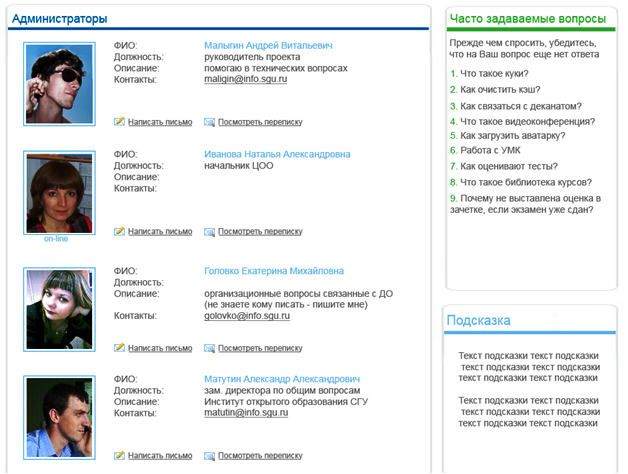 Администраторы
ФИО: Малыгин Андрей Витальевич
Должность: руководитель проекта
Описание: помогаю в технических вопросах
Контакты: maligin@info.sgu.ru
Написать письмо Посмотреть переписку
ФИО: Иванова Наталья Александровна
Должность: начальник ЦОО
Описание:
Контакты:
Написать письмо Посмотреть переписку
on-line
ФИО: Головко Екатерина Михайловна
Должность:
Описание: организационные вопросы связанные с ДО
(не знаете кому писать - пишите мне)
Контакты: golovko@info.sgu.ru
Написать письмо Посмотреть переписку
ФИО: Матутин Александр Александрович
Должность: зам. директора по общим вопросам
Описание: Институт открытого образования СГУ
Контакты: matutin@info.sgu.ru
Написать письмо Посмотреть переписку
Часто задаваемые вопросы
Прежде чем спросить, убедитесь,
что на Ваш вопрос еще нет ответа
1. Что такое куки?
2. Как очистить кэш?
3. Как связаться с деканатом?
4. Что такое видеоконференция?
5. Как загрузить аватарку?
6. Работа с УМК
7. Как оценивают тесты?
8. Что такое библиотека курсов?
9. Почему не выставлена оценка в
зачетке, если экзамен уже сдан?
Подсказка
Текст подсказки текст подсказки
текст подсказки текст подсказки
текст подсказки текст подсказки
Текст подсказки текст подсказки
текст подсказки текст подсказки
текст подсказки текст подсказки